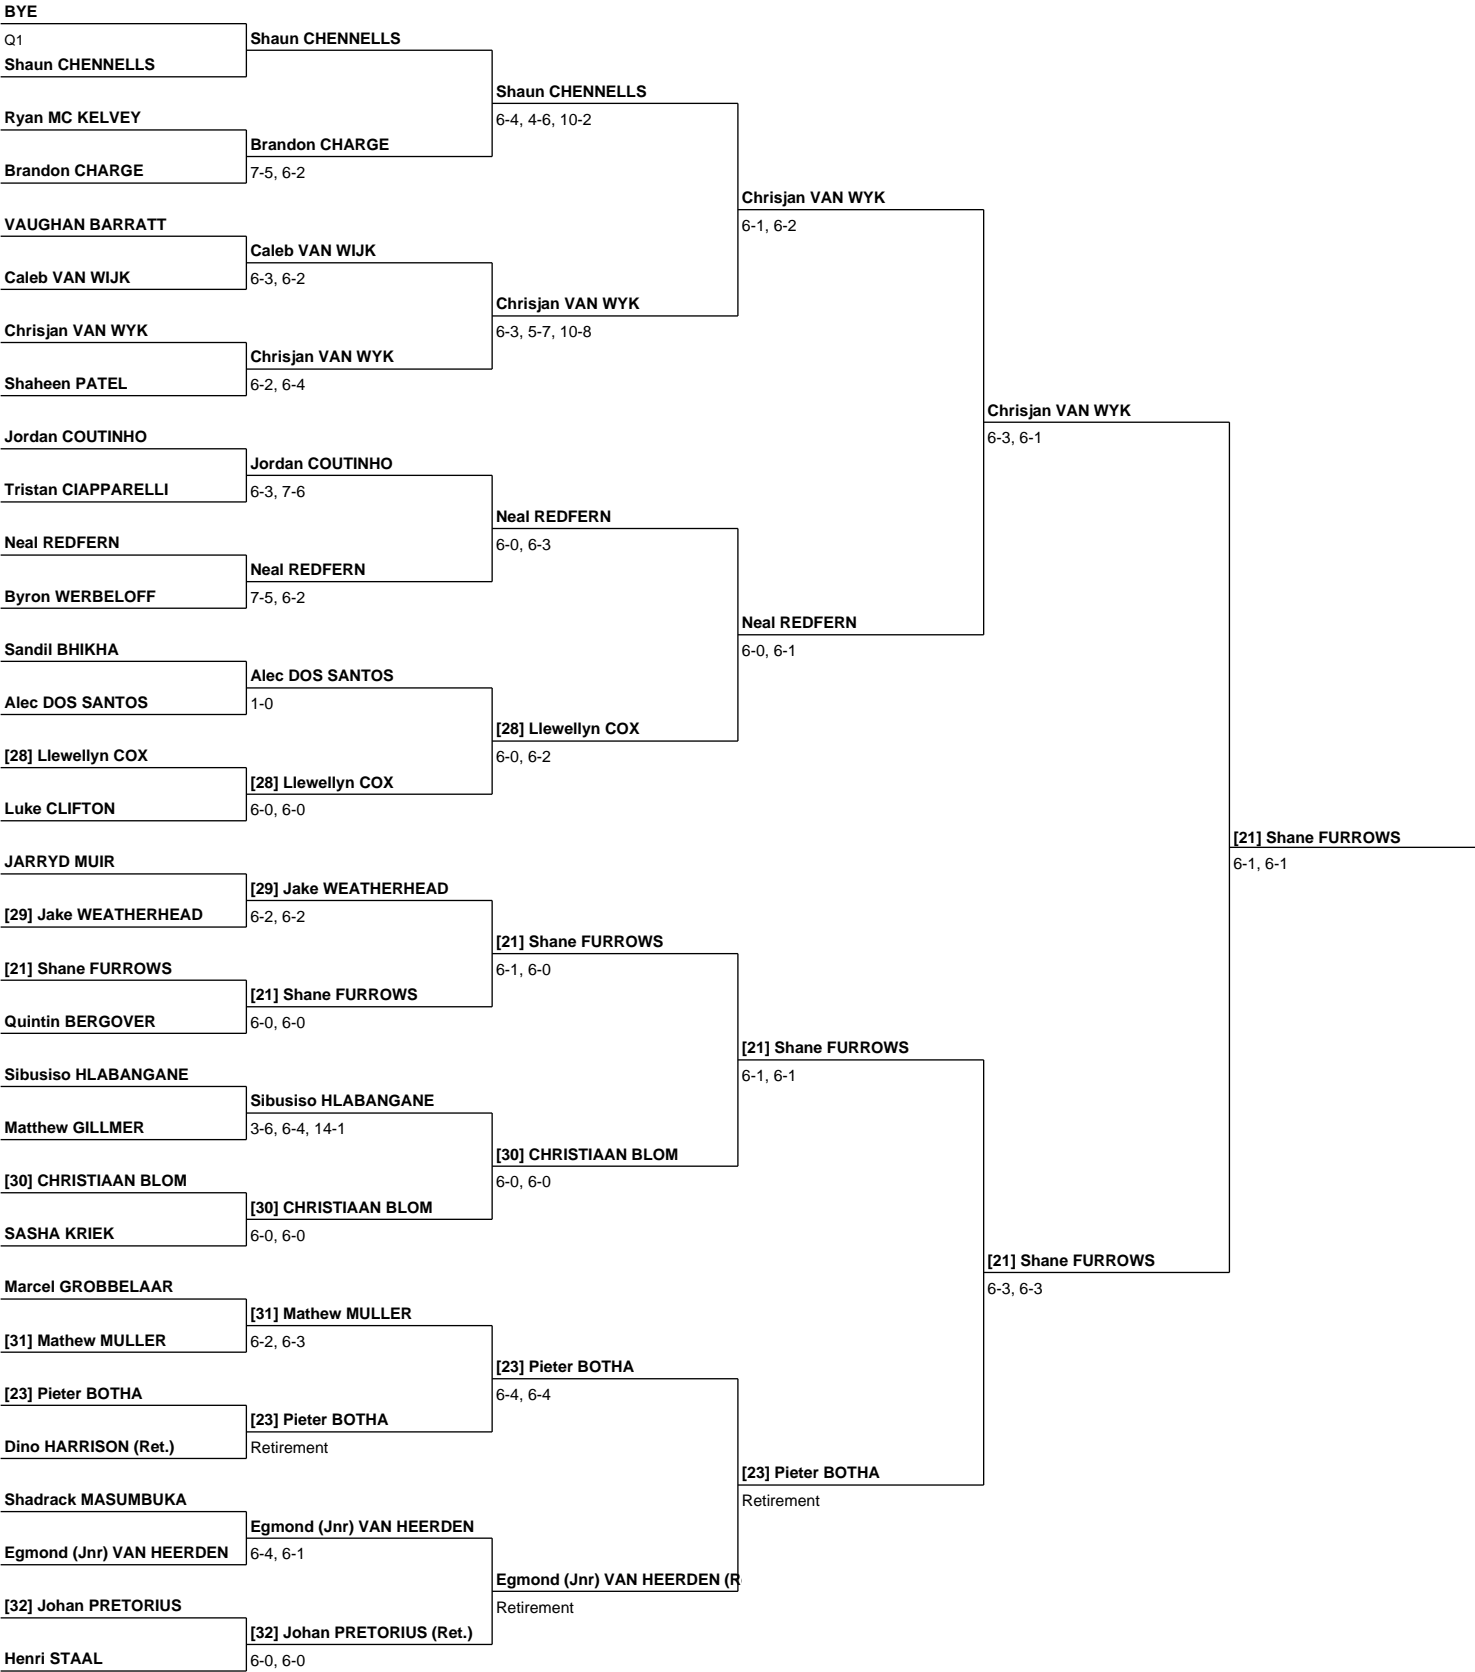 BYE
Q1
Shaun CHENNELLS
Ryan MC KELVEY
Brandon CHARGE
VAUGHAN BARRATT
Caleb VAN WIJK
Chrisjan VAN WYK
Shaheen PATEL
Jordan COUTINHO
Tristan CIAPPARELLI
Neal REDFERN
Byron WERBELOFF
Sandil BHIKHA
Alec DOS SANTOS
[28] Llewellyn COX
Luke CLIFTON
JARRYD MUIR
[29] Jake WEATHERHEAD
[21] Shane FURROWS
Quintin BERGOVER
Sibusiso HLABANGANE
Matthew GILLMER
[30] CHRISTIAAN BLOM
SASHA KRIEK
Marcel GROBBELAAR
[31] Mathew MULLER
[23] Pieter BOTHA
Dino HARRISON (Ret.)
Shadrack MASUMBUKA
Egmond (Jnr) VAN HEERDEN
[32] Johan PRETORIUS
Henri STAAL
Shaun CHENNELLS
Brandon CHARGE
7-5, 6-2
Caleb VAN WIJK
6-3, 6-2
Chrisjan VAN WYK
6-2, 6-4
Jordan COUTINHO
6-3, 7-6
Neal REDFERN
7-5, 6-2
Alec DOS SANTOS
1-0
[28] Llewellyn COX
6-0, 6-0
[29] Jake WEATHERHEAD
6-2, 6-2
[21] Shane FURROWS
6-0, 6-0
Sibusiso HLABANGANE
3-6, 6-4, 14-1
[30] CHRISTIAAN BLOM
6-0, 6-0
[31] Mathew MULLER
6-2, 6-3
[23] Pieter BOTHA
Retirement
Egmond (Jnr) VAN HEERDEN
6-4, 6-1
[32] Johan PRETORIUS (Ret.)
6-0, 6-0
Shaun CHENNELLS
6-4, 4-6, 10-2
Chrisjan VAN WYK
6-3, 5-7, 10-8
Neal REDFERN
6-0, 6-3
[28] Llewellyn COX
6-0, 6-2
[21] Shane FURROWS
6-1, 6-0
[30] CHRISTIAAN BLOM
6-0, 6-0
[23] Pieter BOTHA
6-4, 6-4
Egmond (Jnr) VAN HEERDEN (R
Retirement
Chrisjan VAN WYK
6-1, 6-2
Neal REDFERN
6-0, 6-1
[21] Shane FURROWS
6-1, 6-1
[23] Pieter BOTHA
Retirement
Chrisjan VAN WYK
6-3, 6-1
[21] Shane FURROWS
6-3, 6-3
[21] Shane FURROWS
6-1, 6-1